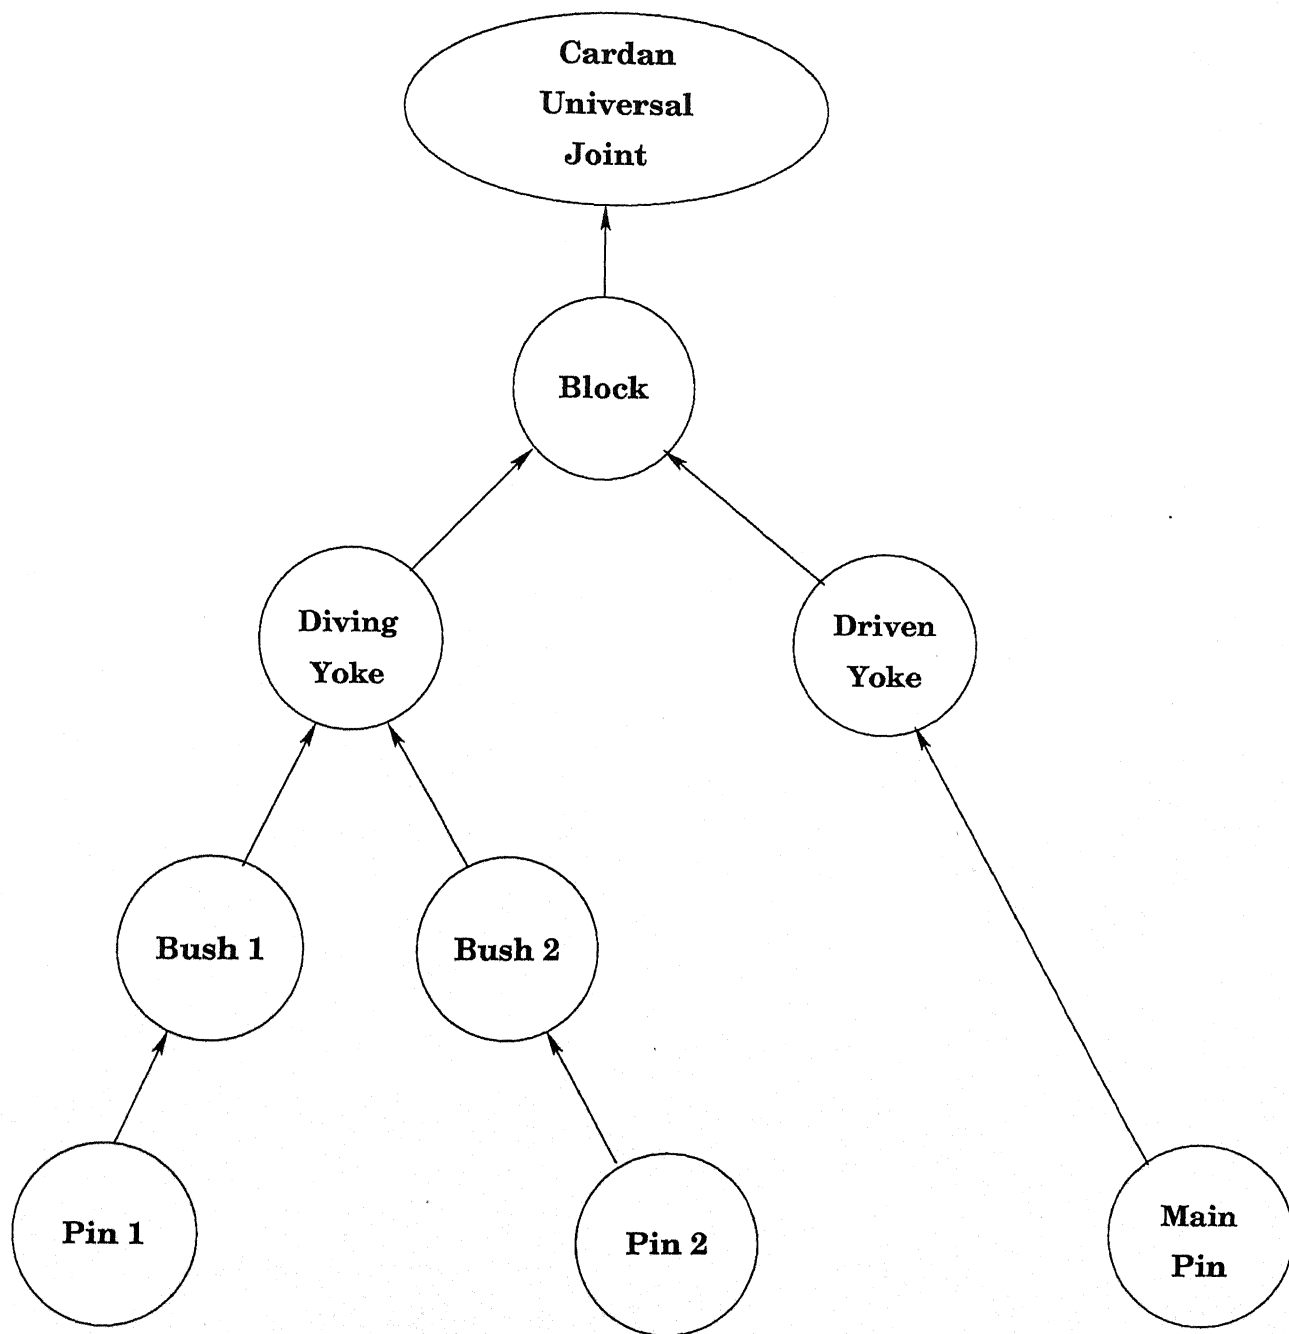 Cardan
Universal
Joint
Block
Diving
Yoke
Driven
Yoke
Bush 1
Bush 2
Pin 1
Pin 2
Main
Pin